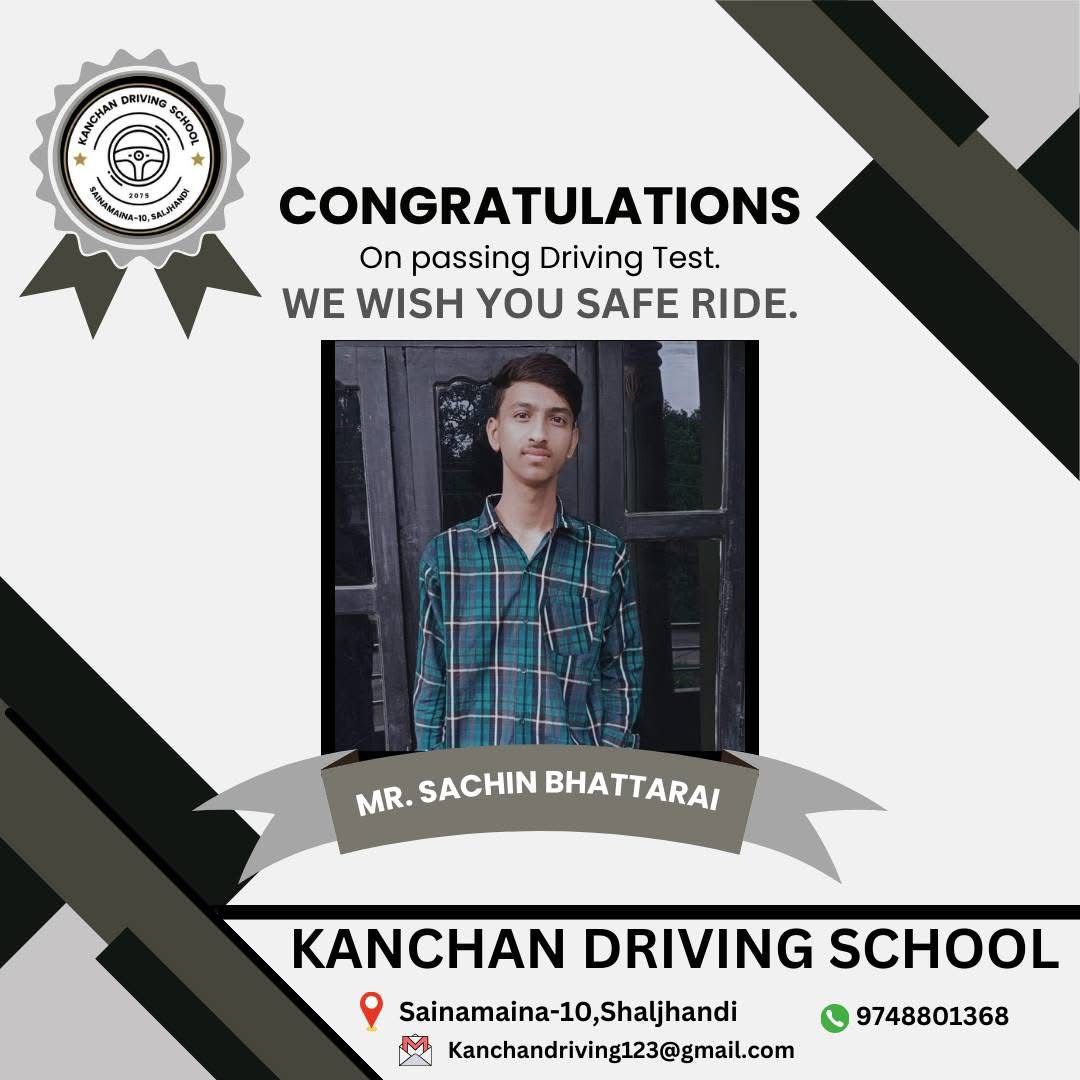 KANCHAN DRIVING SCHOOL
2075
SAINAMAINA-10, SALJHANDI
CONGRATULATIONS
On passing Driving Test.
WE WISH YOU SAFE RIDE.
MR. SACHIN BHATTARAI
KANCHAN DRIVING SCHOOL
Sainamaina-10,Shaljhandi
9748801368
Kanchandriving123@gmail.com